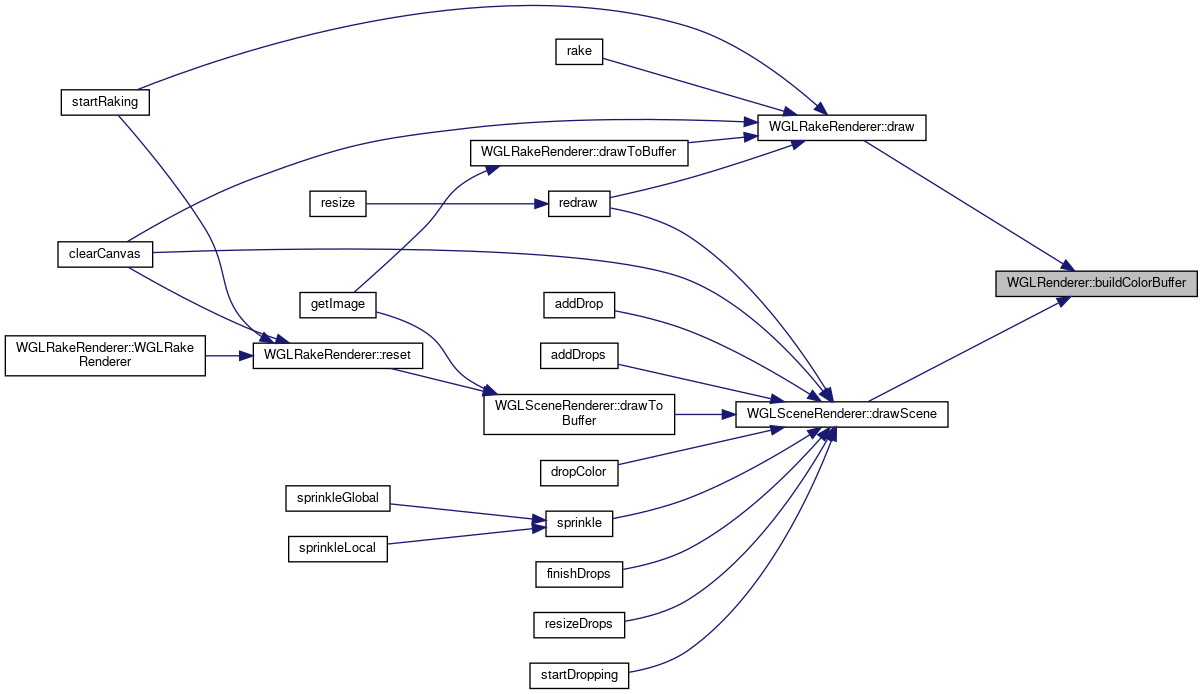 rake
startRaking
WGLRakeRenderer::draw
WGLRakeRenderer::drawToBuffer
resize
redraw
clearCanvas
WGLRenderer::buildColorBuffer
getImage
addDrop
WGLRakeRenderer::WGLRake
Renderer
WGLRakeRenderer::reset
addDrops
WGLSceneRenderer::drawTo
Buffer
WGLSceneRenderer::drawScene
dropColor
sprinkleGlobal
sprinkle
sprinkleLocal
finishDrops
resizeDrops
startDropping